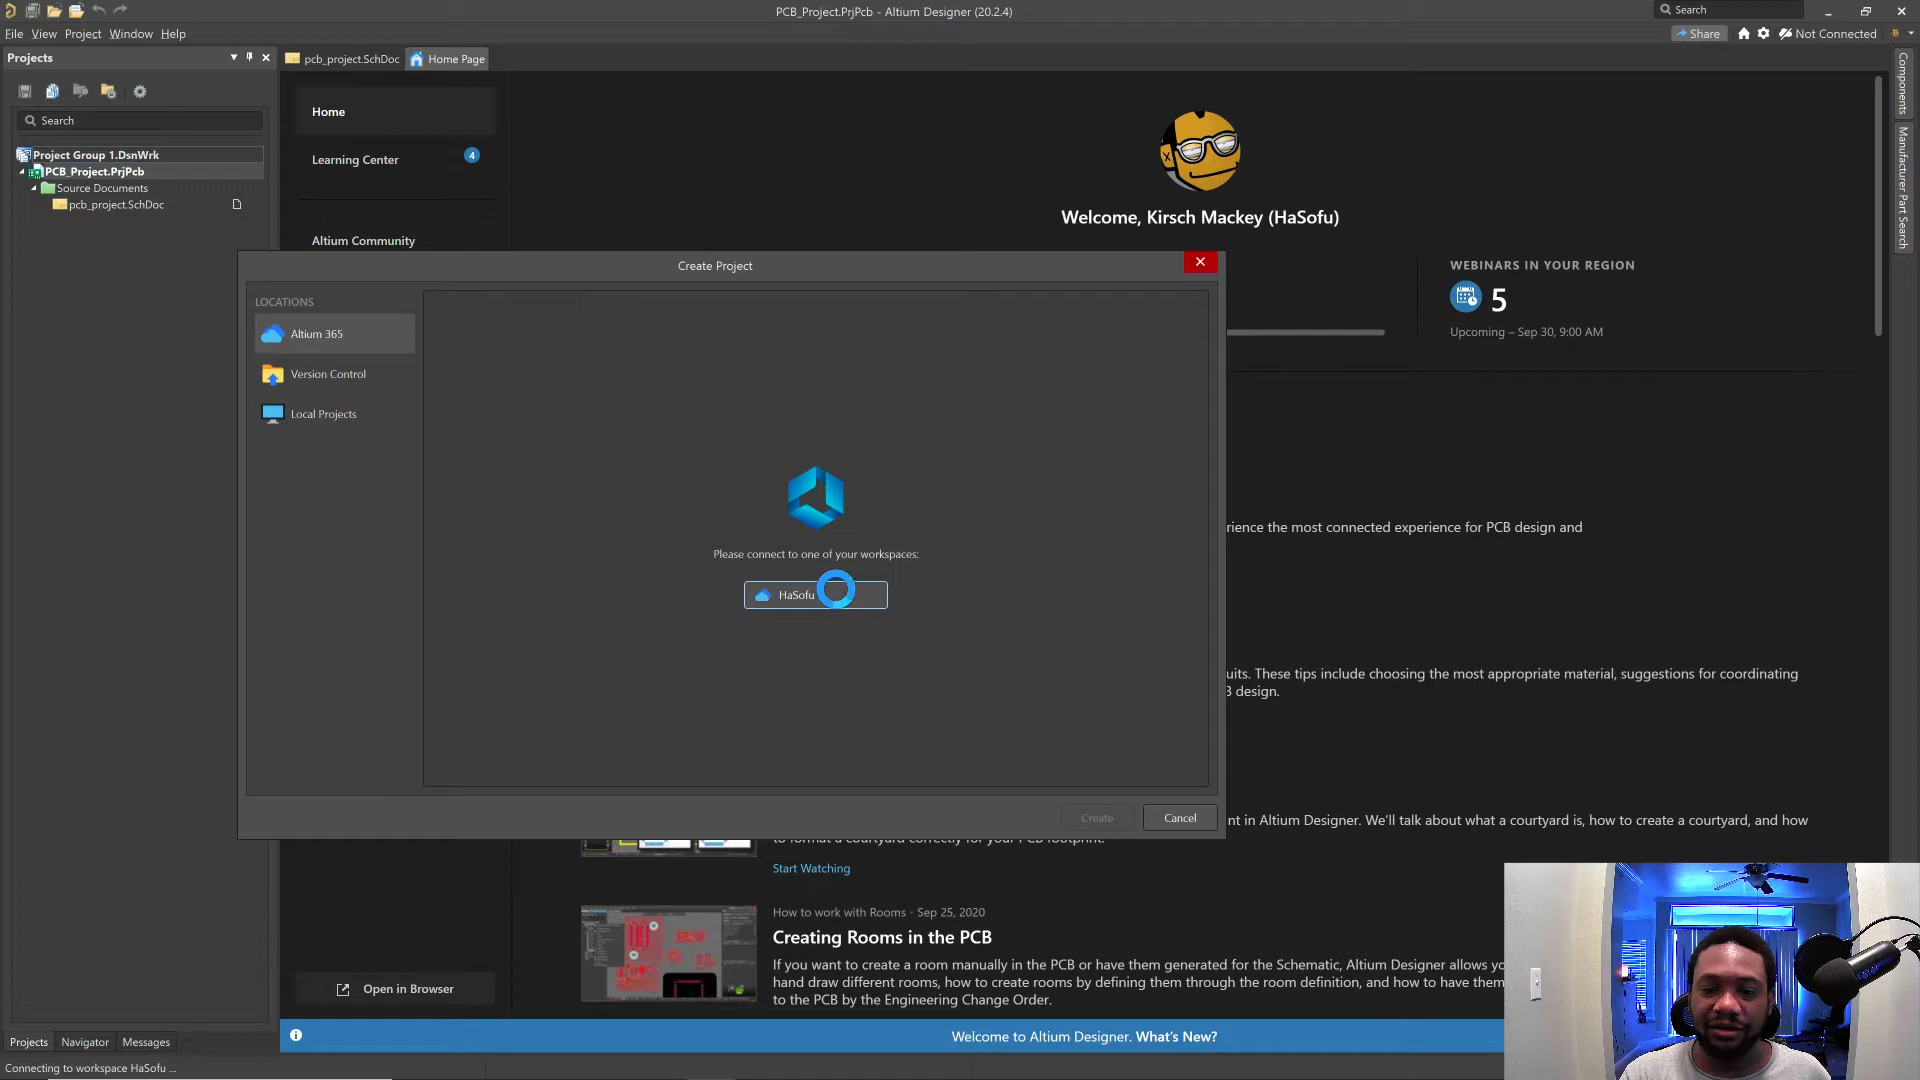 PCB_Project.PrjPcb - Altium Designer (20.2.4)
Search
File View Project Window Help
Share
Not Connected
Projects
pcb_project.SchDoc
Home Page
Components
Manufacturer Part Search
Search
Project Group 1.DsnWrk
PCB_Project.PrjPcb
Source Documents
pcb_project.SchDoc
Home
Learning Center
4
Altium Community
Welcome, Kirsch Mackey (HaSofu)
WEBINARS IN YOUR REGION
5
Upcoming – Sep 30, 9:00 AM
Create Project
LOCATIONS
Altium 365
Version Control
Local Projects
Please connect to one of your workspaces:
HaSofu
Create
Cancel
rience the most connected experience for PCB design and
uits. These tips include choosing the most appropriate material, suggestions for coordinating
design.
nt in Altium Designer. We'll talk about what a courtyard is, how to create a courtyard, and how
to format a courtyard correctly for your PCB footprint.
Start Watching
How to work with Rooms · Sep 25, 2020
Creating Rooms in the PCB
If you want to create a room manually in the PCB or have them generated for the Schematic, Altium Designer allows
hand draw different rooms, how to create rooms by defining them through the room definition, and how to have them
to the PCB by the Engineering Change Order.
Open in Browser
Welcome to Altium Designer. What's New?
Projects
Navigator
Messages
Connecting to workspace HaSofu ...